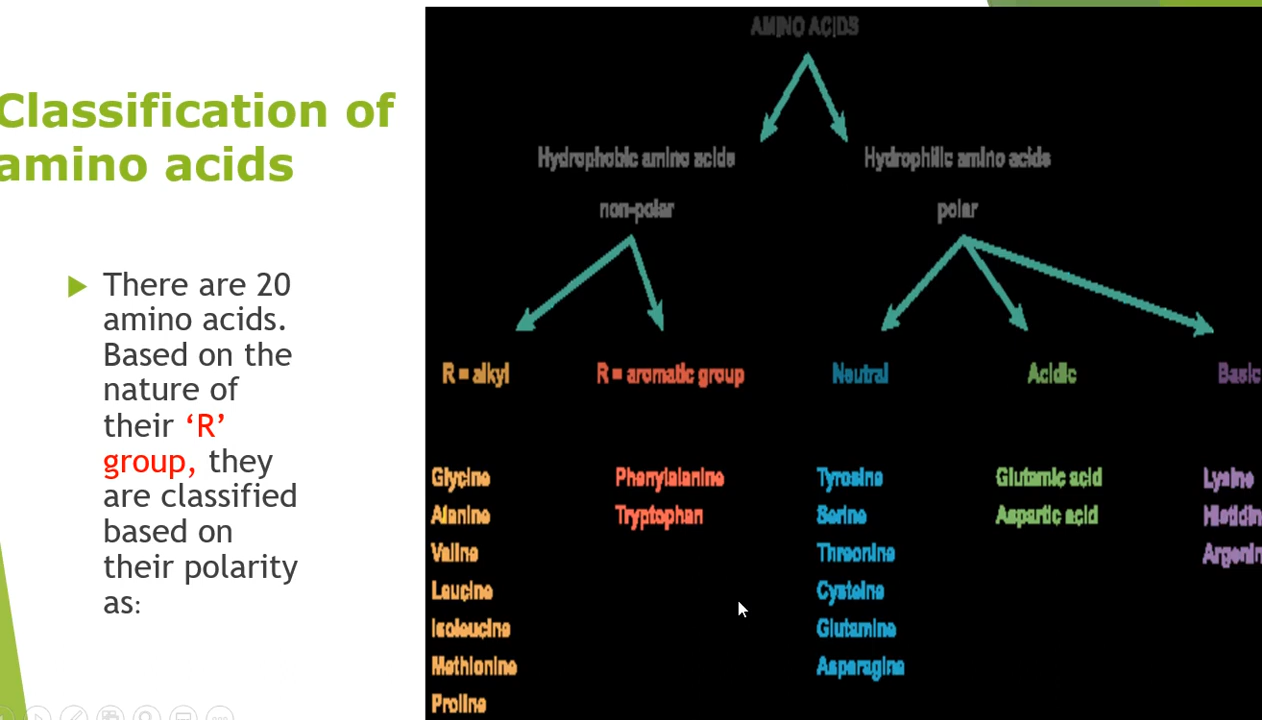 Classification of
amino acids
There are 20
amino acids.
Based on the
nature of
their ‘R’
group, they
are classified
based on
their polarity
as:
AMINO ACIDS
Hydrophobic amino acids
Hydrophilic amino acids
non-polar
polar
R = alkyl
R = aromatic group
Neutral
Acidic
Basic
Glycine
Alanine
Valine
Leucine
Isoleucine
Methionine
Proline
Phenylalanine
Tryptophan
Tyrosine
Serine
Threonine
Cysteine
Glutamine
Asparagine
Glutamic acid
Aspartic acid
Lysine
Histidin
Argenin